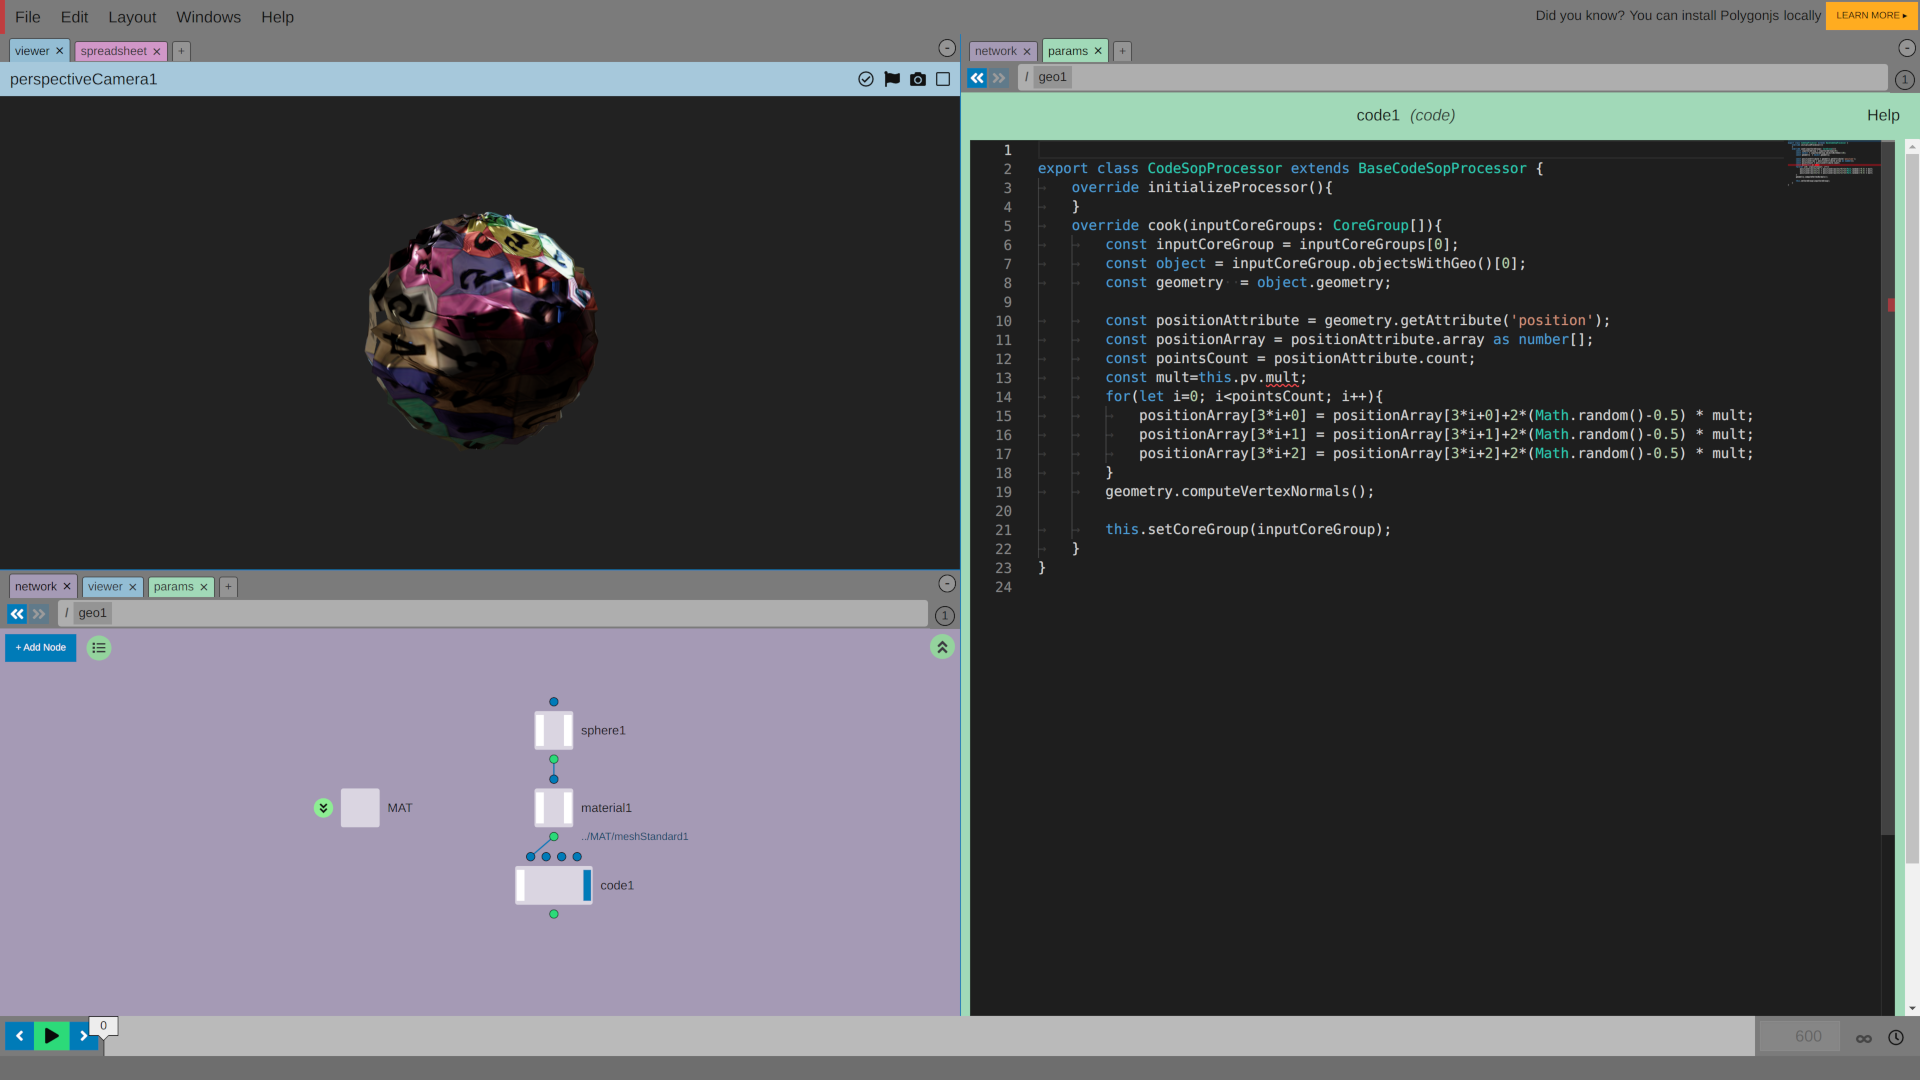 File Edit Layout Windows Help
Did you know? You can install Polygonjs locally LEARN MORE ▸
viewer × spreadsheet × +
perspectiveCamera1
network × params × +
/ geo1
1
code1 (code)
Help
1
2 export class CodeSopProcessor extends BaseCodeSopProcessor {
3 override initializeProcessor(){
4 }
5 override cook(inputCoreGroups: CoreGroup[]){
6 const inputCoreGroup = inputCoreGroups[0];
7 const object = inputCoreGroup.objectsWithGeo()[0];
8 const geometry = object.geometry;
9
10 const positionAttribute = geometry.getAttribute('position');
11 const positionArray = positionAttribute.array as number[];
12 const pointsCount = positionAttribute.count;
13 const mult=this.pv.mult;
14 for(let i=0; i<pointsCount; i++){
15 positionArray[3*i+0] = positionArray[3*i+0]+2*(Math.random()-0.5) * mult;
16 positionArray[3*i+1] = positionArray[3*i+1]+2*(Math.random()-0.5) * mult;
17 positionArray[3*i+2] = positionArray[3*i+2]+2*(Math.random()-0.5) * mult;
18 }
19 geometry.computeVertexNormals();
20
21 this.setCoreGroup(inputCoreGroup);
22 }
23 }
24
network × viewer × params × +
/ geo1
1
+ Add Node
sphere1
MAT
material1
../MAT/meshStandard1
code1
0
600